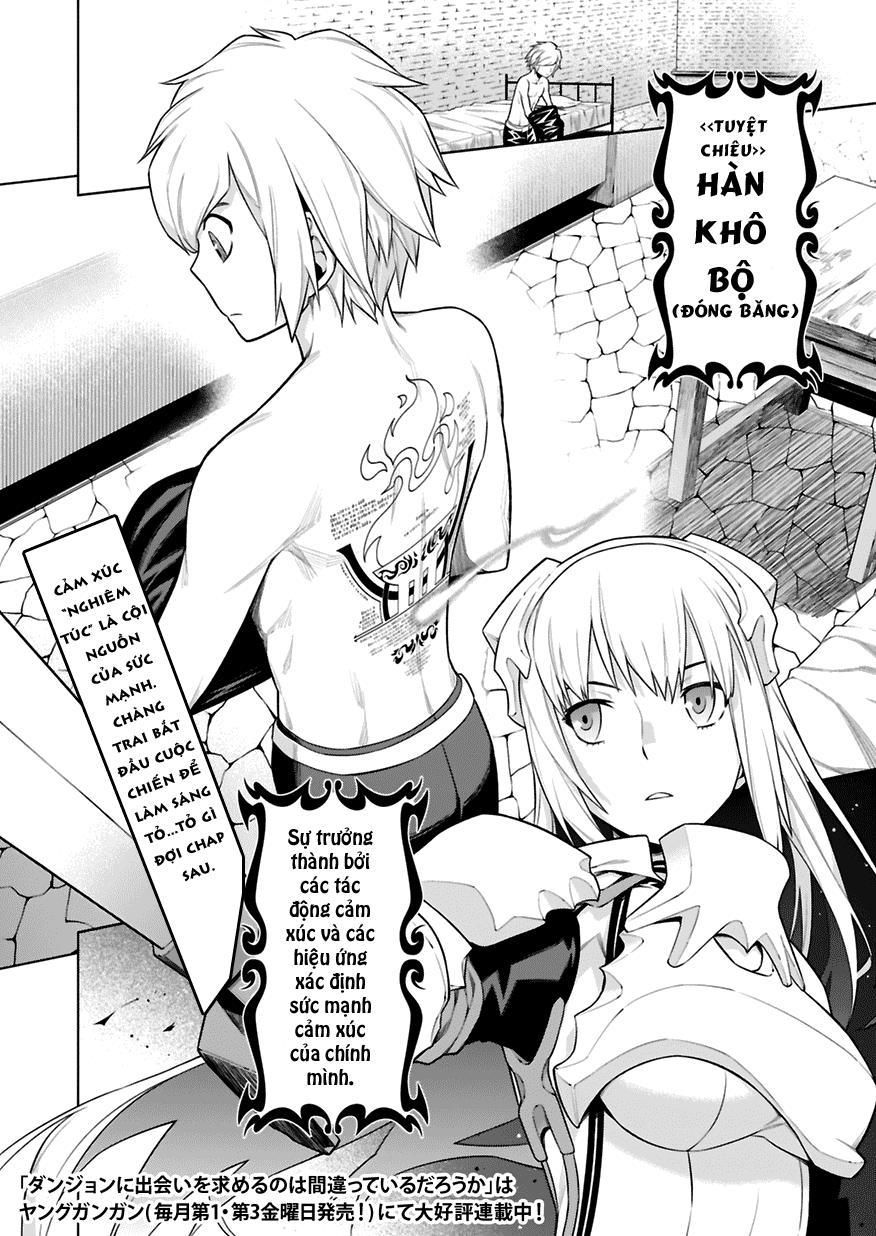 <<TUYỆT
CHIÊU>>
HÀN
KHÔ
BỘ
(ĐÓNG BĂNG)
CẢM XÚC
"NGHIÊM
TÚC" LÀ CỘI
NGUỒN
CỦA SỨC
MẠNH.
CHÀNG
TRAI BẮT
ĐẦU CUỘC
CHIẾN ĐỂ
LÀM SÁNG
TỎ...TỎ GÌ
ĐỢI CHAP
SAU.
Sự trưởng
thành bởi
các tác
động cảm
xúc và các
hiệu ứng
xác định
sức mạnh
cảm xúc
của chính
mình.
「ダンジョンに出会いを求めるのは間違っているだろうか」は
ヤングガンガン(毎月第1・第3金曜日発売!)にて大好評連載中!